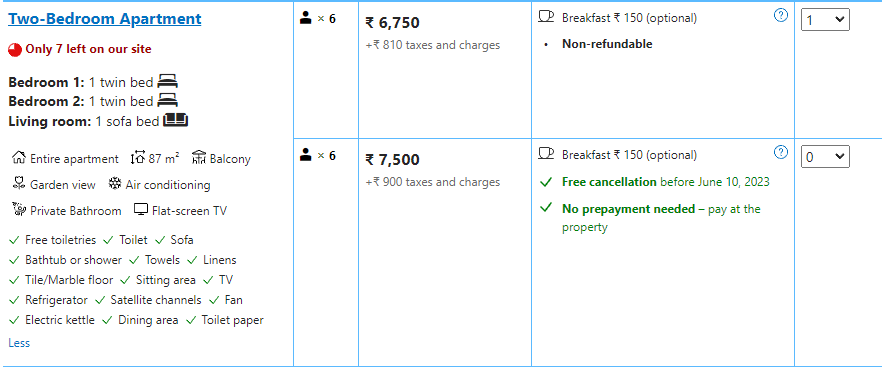 Two-Bedroom Apartment
Only 7 left on our site
Bedroom 1: 1 twin bed
Bedroom 2: 1 twin bed
Living room: 1 sofa bed
Entire apartment 87 m² Balcony
Garden view Air conditioning
Private Bathroom Flat-screen TV
Free toiletries Toilet Sofa
Bathtub or shower Towels Linens
Tile/Marble floor Sitting area TV
Refrigerator Satellite channels Fan
Electric kettle Dining area Toilet paper
Less
× 6
₹ 6,750
+₹ 810 taxes and charges
Breakfast ₹ 150 (optional)
• Non-refundable
1
× 6
₹ 7,500
+₹ 900 taxes and charges
Breakfast ₹ 150 (optional)
Free cancellation before June 10, 2023
No prepayment needed – pay at the
property
0